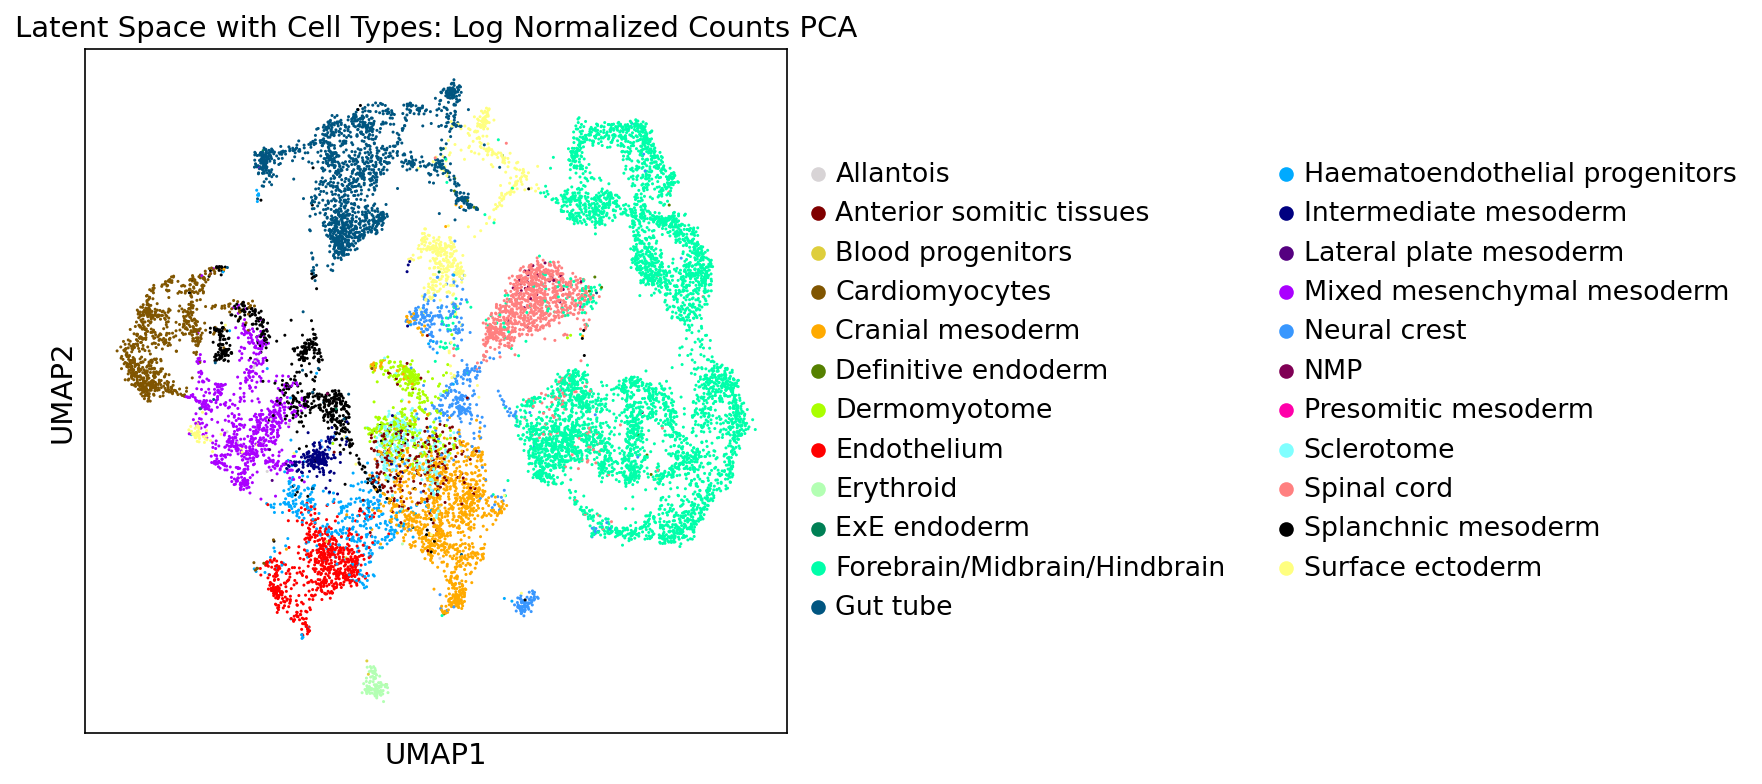 Latent Space with Cell Types: Log Normalized Counts PCA
UMAP2
UMAP1
Allantois
Anterior somitic tissues
Blood progenitors
Cardiomyocytes
Cranial mesoderm
Definitive endoderm
Dermomyotome
Endothelium
Erythroid
ExE endoderm
Forebrain/Midbrain/Hindbrain
Gut tube
Haematoendothelial progenitors
Intermediate mesoderm
Lateral plate mesoderm
Mixed mesenchymal mesoderm
Neural crest
NMP
Presomitic mesoderm
Sclerotome
Spinal cord
Splanchnic mesoderm
Surface ectoderm